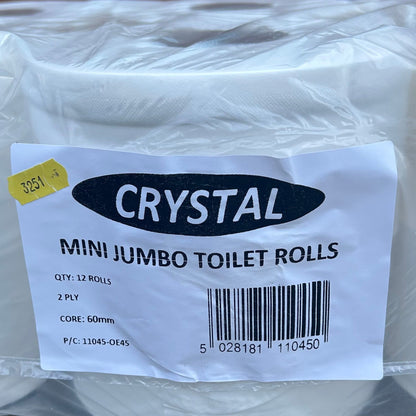 3251
CRYSTAL
MINI JUMBO TOILET ROLLS
QTY: 12 ROLLS
2 PLY
CORE: 60mm
P/C: 11045-OE45
5 028181 110450